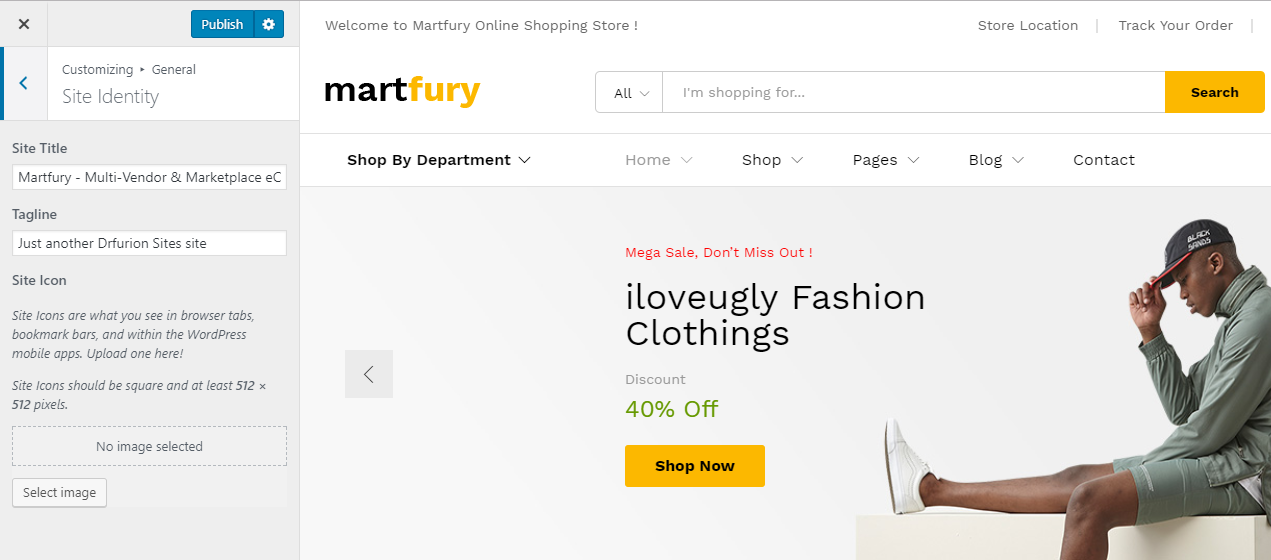 Publish
Customizing ▸ General
Site Identity
Site Title
Martfury - Multi-Vendor & Marketplace eC
Tagline
Just another Drfurion Sites site
Site Icon
Site Icons are what you see in browser tabs,
bookmark bars, and within the WordPress
mobile apps. Upload one here!
Site Icons should be square and at least 512 ×
512 pixels.
No image selected
Select image
Welcome to Martfury Online Shopping Store !
Store Location
Track Your Order
martfury
All
I'm shopping for...
Search
Shop By Department
Home
Shop
Pages
Blog
Contact
Mega Sale, Don’t Miss Out !
iloveugly Fashion
Clothings
Discount
40% Off
Shop Now
BLACK
SANDS